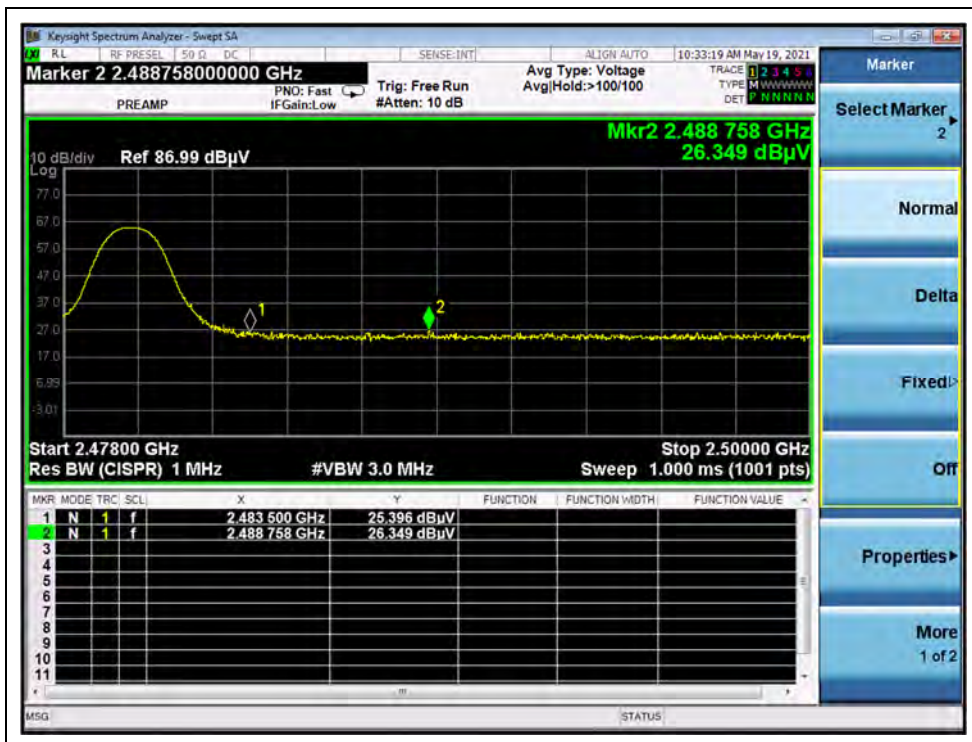 Keysight Spectrum Analyzer - Swept SA
LXI RL RF PRESEL 50 Ω DC SENSE:INT ALIGN AUTO 10:33:19 AM May 19, 2021
Marker 2 2.488758000000 GHz
PREAMP
PNO: Fast
IFGain:Low
Trig: Free Run
#Atten: 10 dB
Avg Type: Voltage
Avg|Hold:>100/100
TRACE 1 2 3 4 5 6
TYPE M WWWWW
DET P N N N N N
Mkr2 2.488 758 GHz
26.349 dBµV
10 dB/div Ref 86.99 dBµV
Log
77.0
67.0
57.0
47.0
37.0
27.0
17.0
6.99
-3.01
1
2
Start 2.47800 GHz Stop 2.50000 GHz
Res BW (CISPR) 1 MHz #VBW 3.0 MHz Sweep 1.000 ms (1001 pts)
MKR MODE TRC SCL X Y FUNCTION FUNCTION WIDTH FUNCTION VALUE
1 N 1 f 2.483 500 GHz 25.396 dBµV
2 N 1 f 2.488 758 GHz 26.349 dBµV
3
4
5
6
7
8
9
10
11
MSG STATUS
Marker
Select Marker
2
Normal
Delta
Fixed
Off
Properties
More
1 of 2